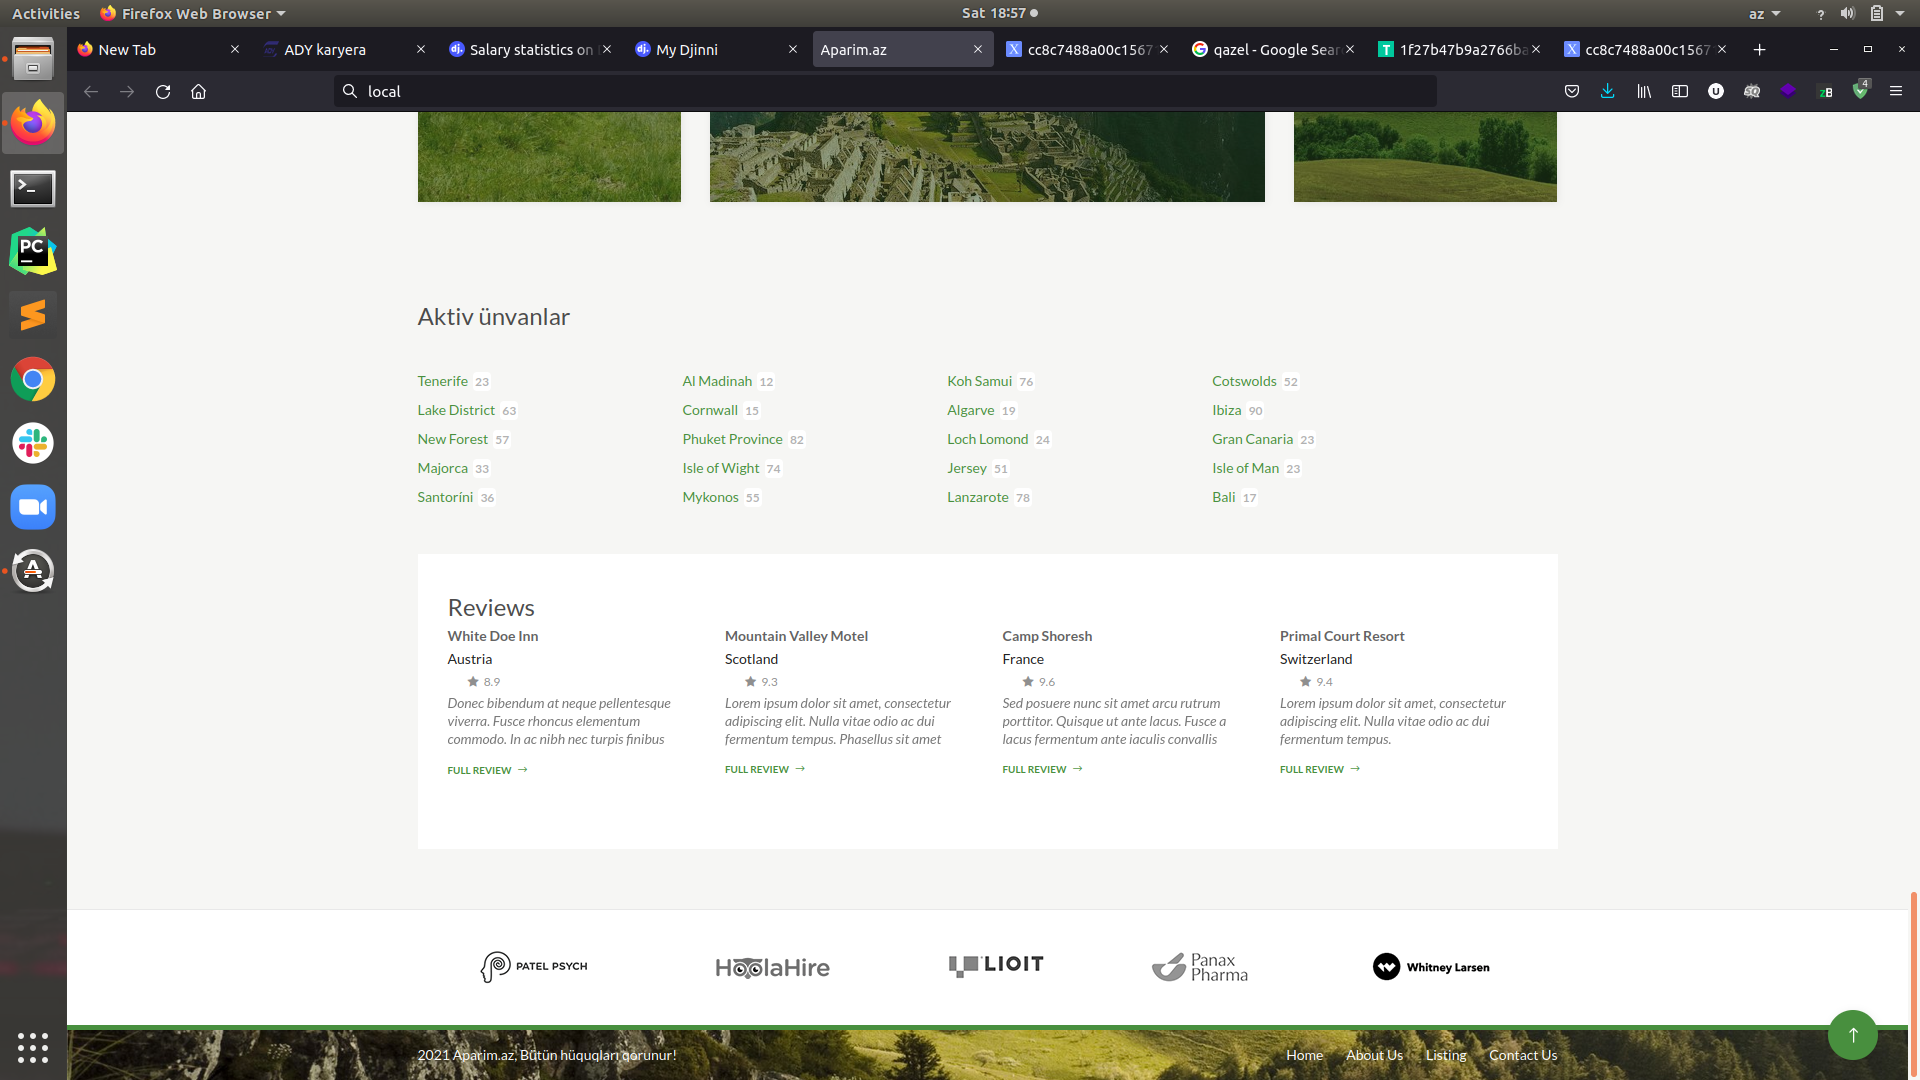 Activities
Firefox Web Browser
Sat 18:57
az
New Tab
ADY karyera
Salary statistics on
My Djinni
Aparim.az
cc8c7488a00c1567
qazel - Google Sear
1f27b47b9a2766ba
cc8c7488a00c1567
local
4
Aktiv ünvanlar
Tenerife 23 Al Madinah 12 Koh Samui 76 Cotswolds 52
Lake District 63 Cornwall 15 Algarve 19 Ibiza 90
New Forest 57 Phuket Province 82 Loch Lomond 24 Gran Canaria 23
Majorca 33 Isle of Wight 74 Jersey 51 Isle of Man 23
Santoríni 36 Mykonos 55 Lanzarote 78 Bali 17
Reviews
White Doe Inn
Austria
8.9
Donec bibendum at neque pellentesque
viverra. Fusce rhoncus elementum
commodo. In ac nibh nec turpis finibus
FULL REVIEW →
Mountain Valley Motel
Scotland
9.3
Lorem ipsum dolor sit amet, consectetur
adipiscing elit. Nulla vitae odio ac dui
fermentum tempus. Phasellus sit amet
FULL REVIEW →
Camp Shoresh
France
9.6
Sed posuere nunc sit amet arcu rutrum
porttitor. Quisque ut ante lacus. Fusce a
lacus fermentum ante iaculis convallis
FULL REVIEW →
Primal Court Resort
Switzerland
9.4
Lorem ipsum dolor sit amet, consectetur
adipiscing elit. Nulla vitae odio ac dui
fermentum tempus.
FULL REVIEW →
PATEL PSYCH
HoolaHire
LIOIT
Panax
Pharma
Whitney Larsen
2021 Aparim.az, Bütün hüquqları qorunur!
Home
About Us
Listing
Contact Us